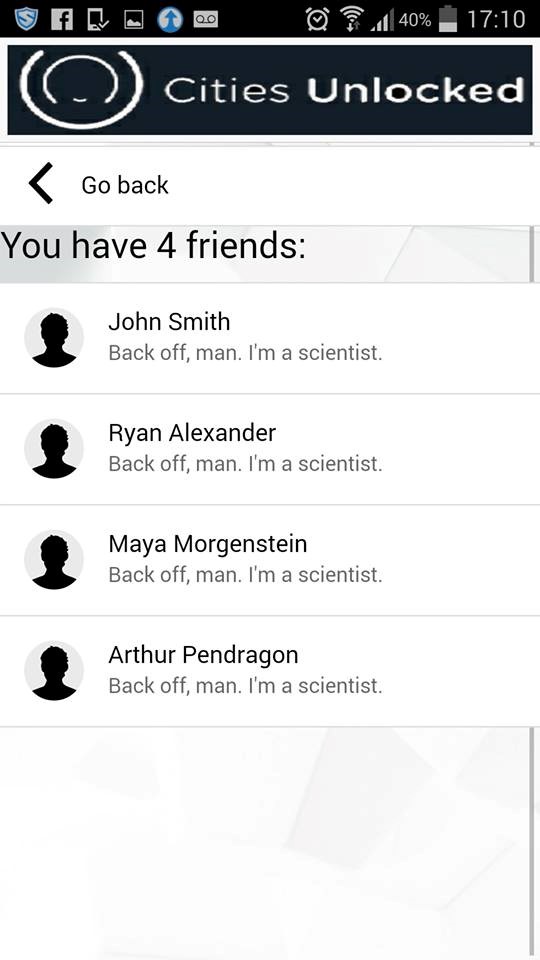 40% 17:10
Cities Unlocked
Go back
You have 4 friends:
John Smith
Back off, man. I'm a scientist.
Ryan Alexander
Back off, man. I'm a scientist.
Maya Morgenstein
Back off, man. I'm a scientist.
Arthur Pendragon
Back off, man. I'm a scientist.